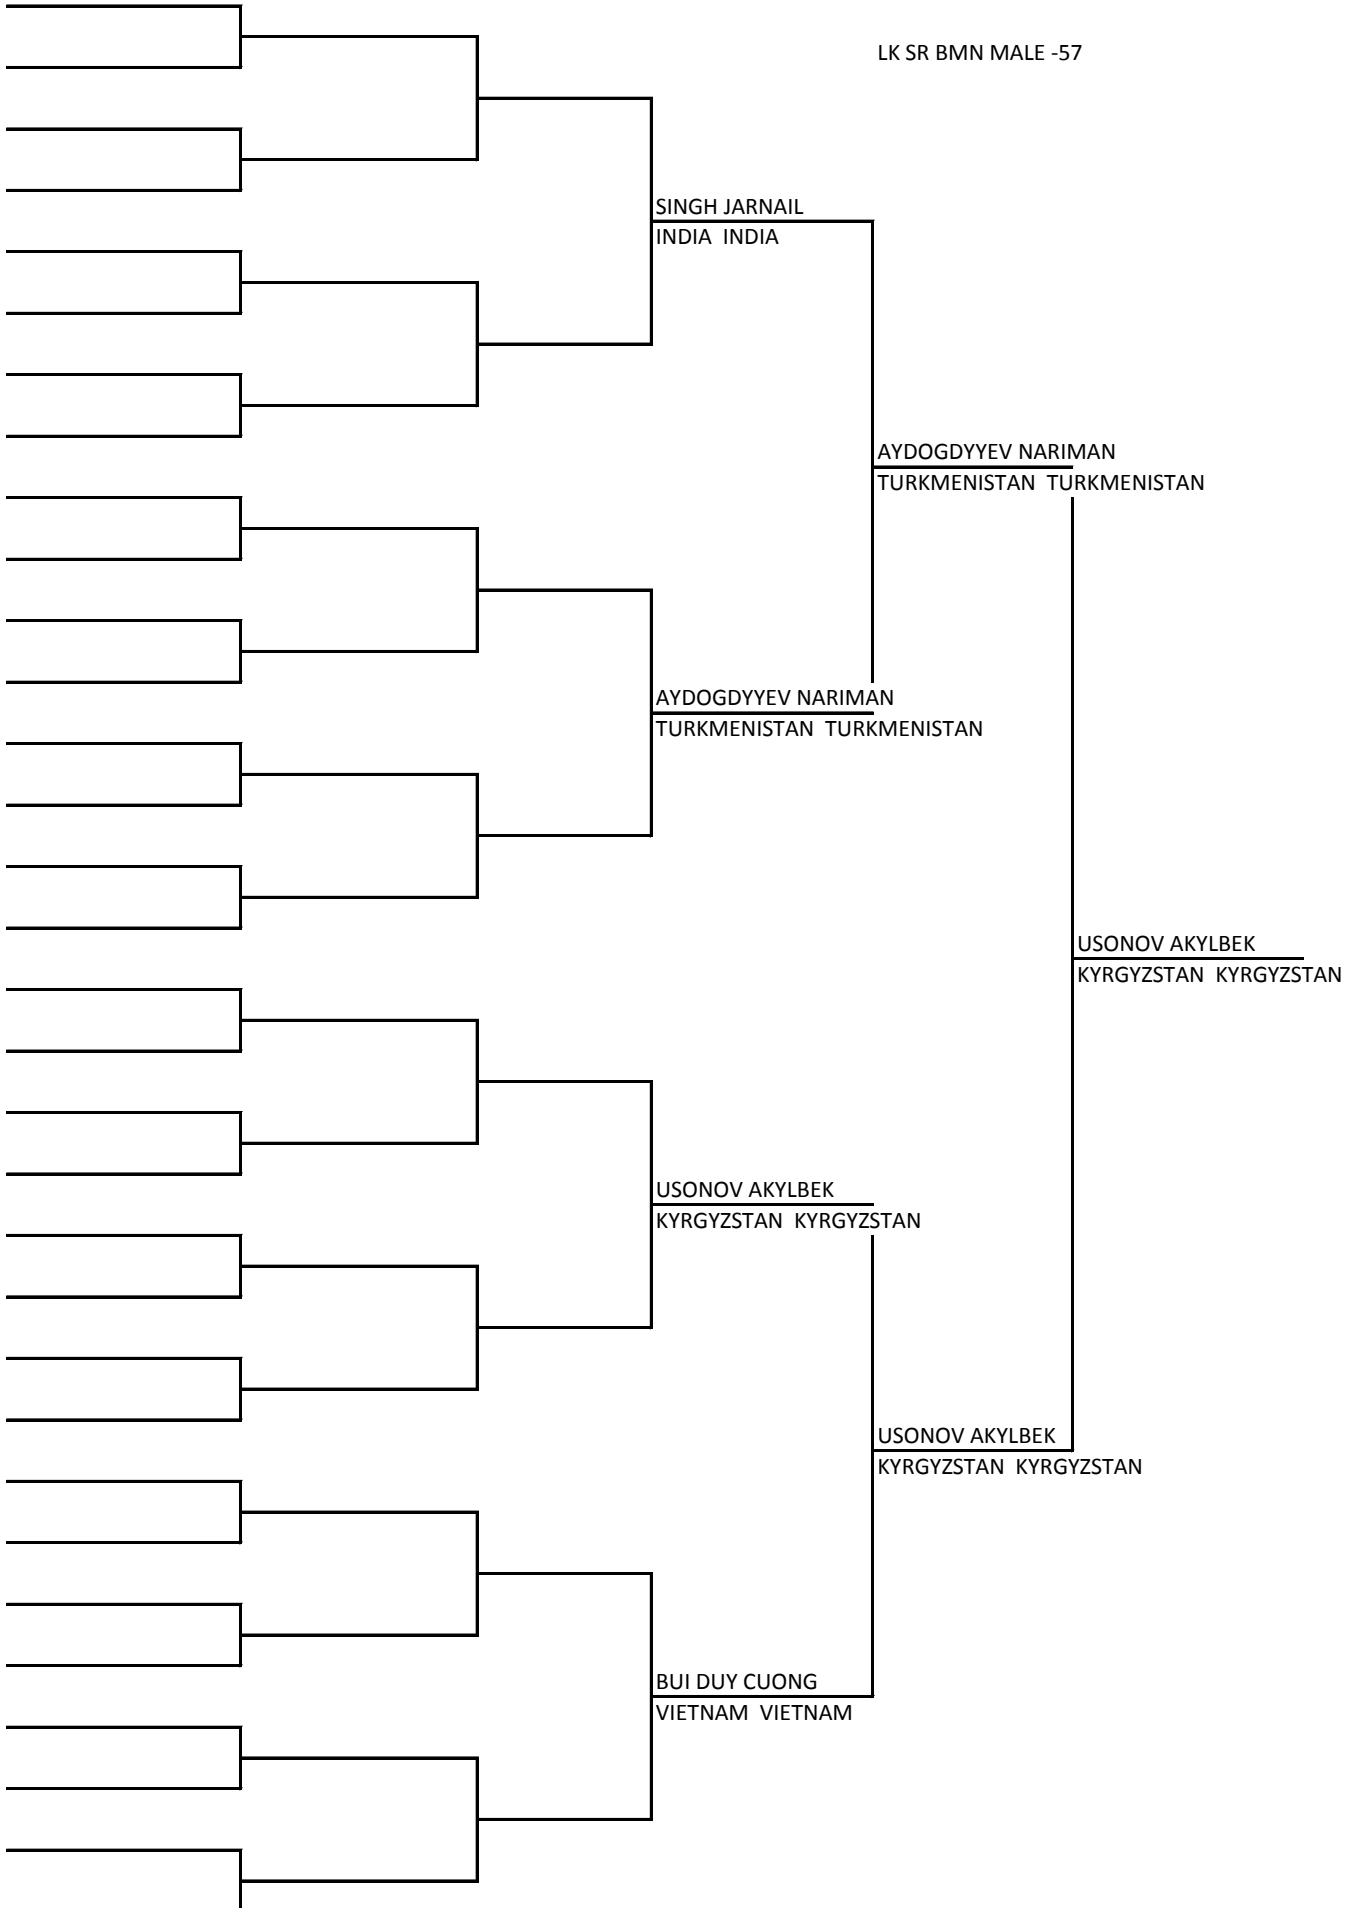 LK SR BMN MALE -57
SINGH JARNAIL
INDIA  INDIA
AYDOGDYYEV NARIMAN
TURKMENISTAN  TURKMENISTAN
AYDOGDYYEV NARIMAN
TURKMENISTAN  TURKMENISTAN
USONOV AKYLBEK
KYRGYZSTAN  KYRGYZSTAN
USONOV AKYLBEK
KYRGYZSTAN  KYRGYZSTAN
USONOV AKYLBEK
KYRGYZSTAN  KYRGYZSTAN
BUI DUY CUONG
VIETNAM  VIETNAM